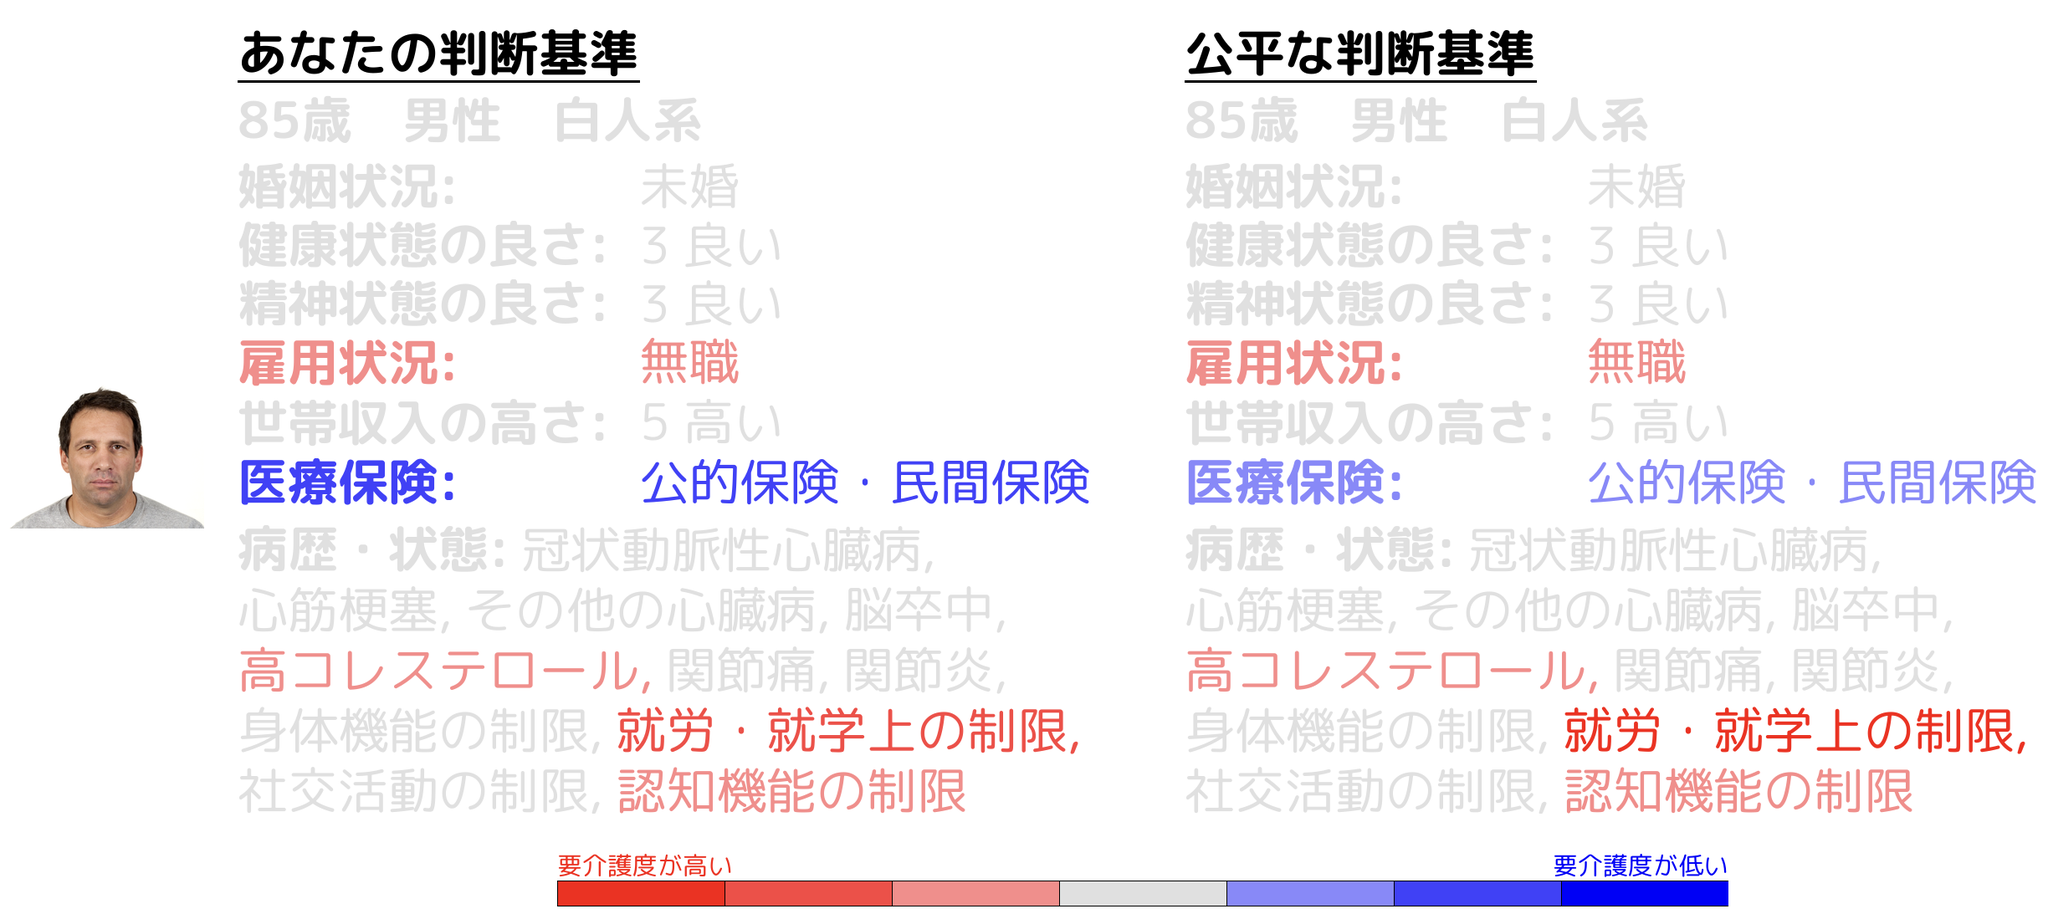 あなたの判断基準
85歳　男性　白人系
婚姻状況: 未婚
健康状態の良さ: 3 良い
精神状態の良さ: 3 良い
雇用状況: 無職
世帯収入の高さ: 5 高い
医療保険: 公的保険・民間保険
病歴・状態: 冠状動脈性心臓病,
心筋梗塞, その他の心臓病, 脳卒中,
高コレステロール, 関節痛, 関節炎,
身体機能の制限, 就労・就学上の制限,
社交活動の制限, 認知機能の制限
公平な判断基準
85歳　男性　白人系
婚姻状況: 未婚
健康状態の良さ: 3 良い
精神状態の良さ: 3 良い
雇用状況: 無職
世帯収入の高さ: 5 高い
医療保険: 公的保険・民間保険
病歴・状態: 冠状動脈性心臓病,
心筋梗塞, その他の心臓病, 脳卒中,
高コレステロール, 関節痛, 関節炎,
身体機能の制限, 就労・就学上の制限,
社交活動の制限, 認知機能の制限
要介護度が高い
要介護度が低い